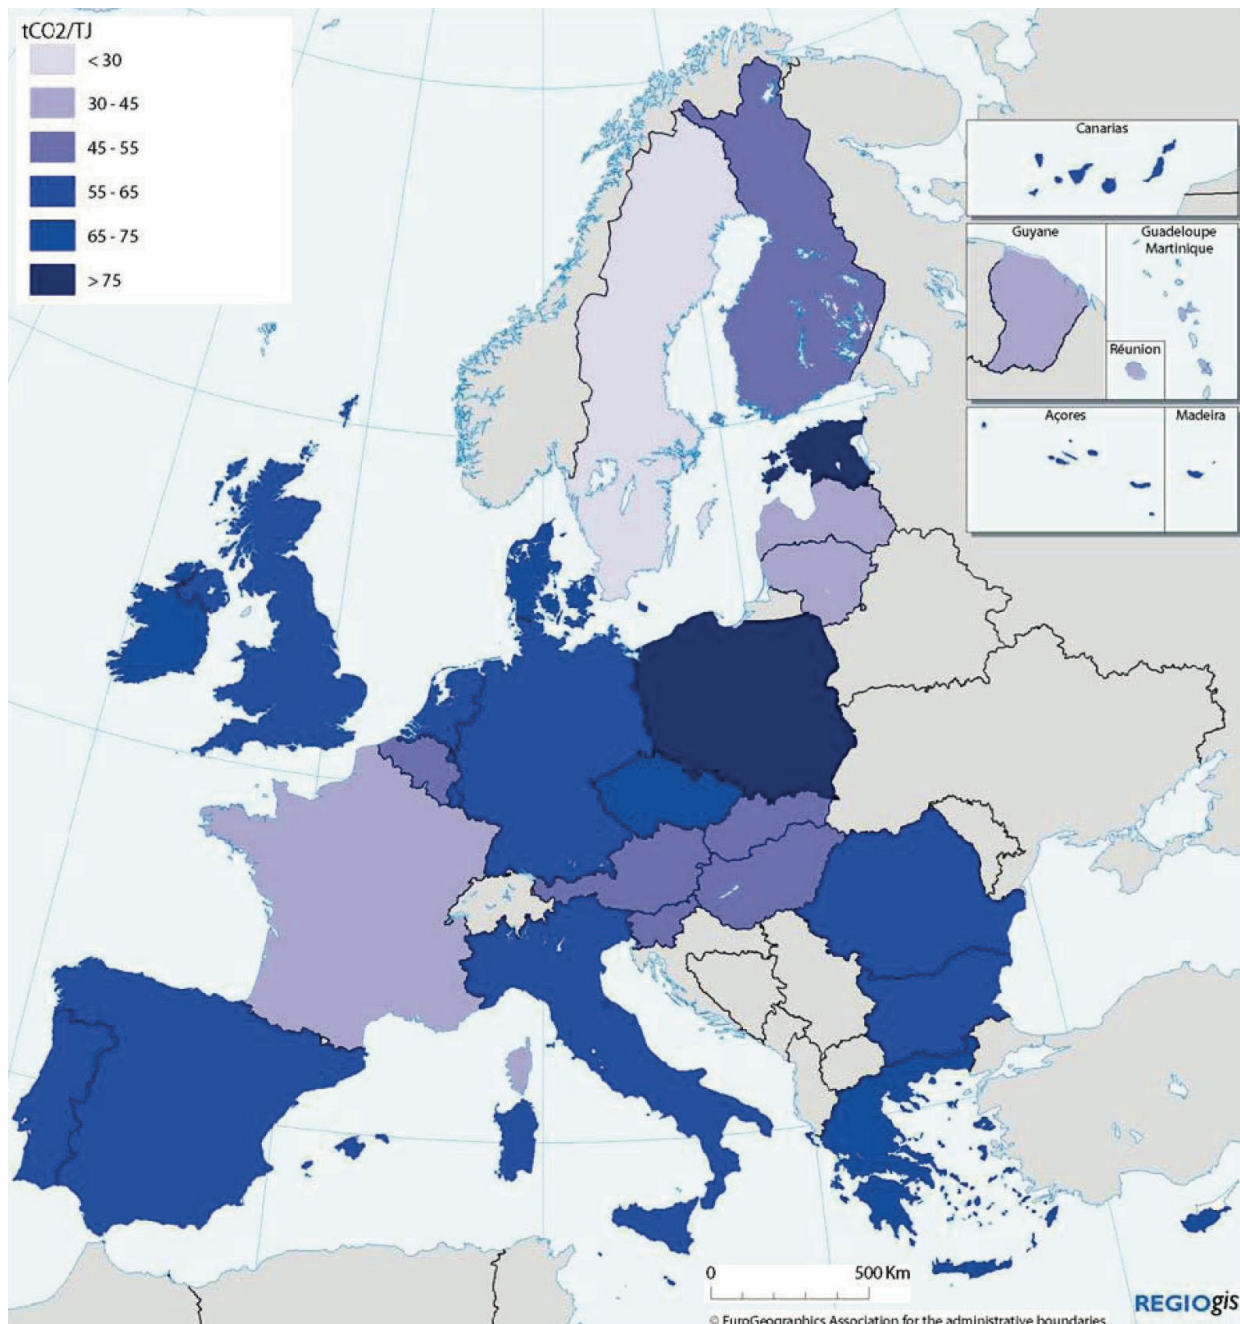 tCO2/TJ
< 30
30 - 45
45 - 55
55 - 65
65 - 75
> 75
Canarias
Guyane
Guadeloupe
Martinique
Réunion
Açores
Madeira
0 500 Km
REGIOgis
© EuroGeographics Association for the administrative boundaries